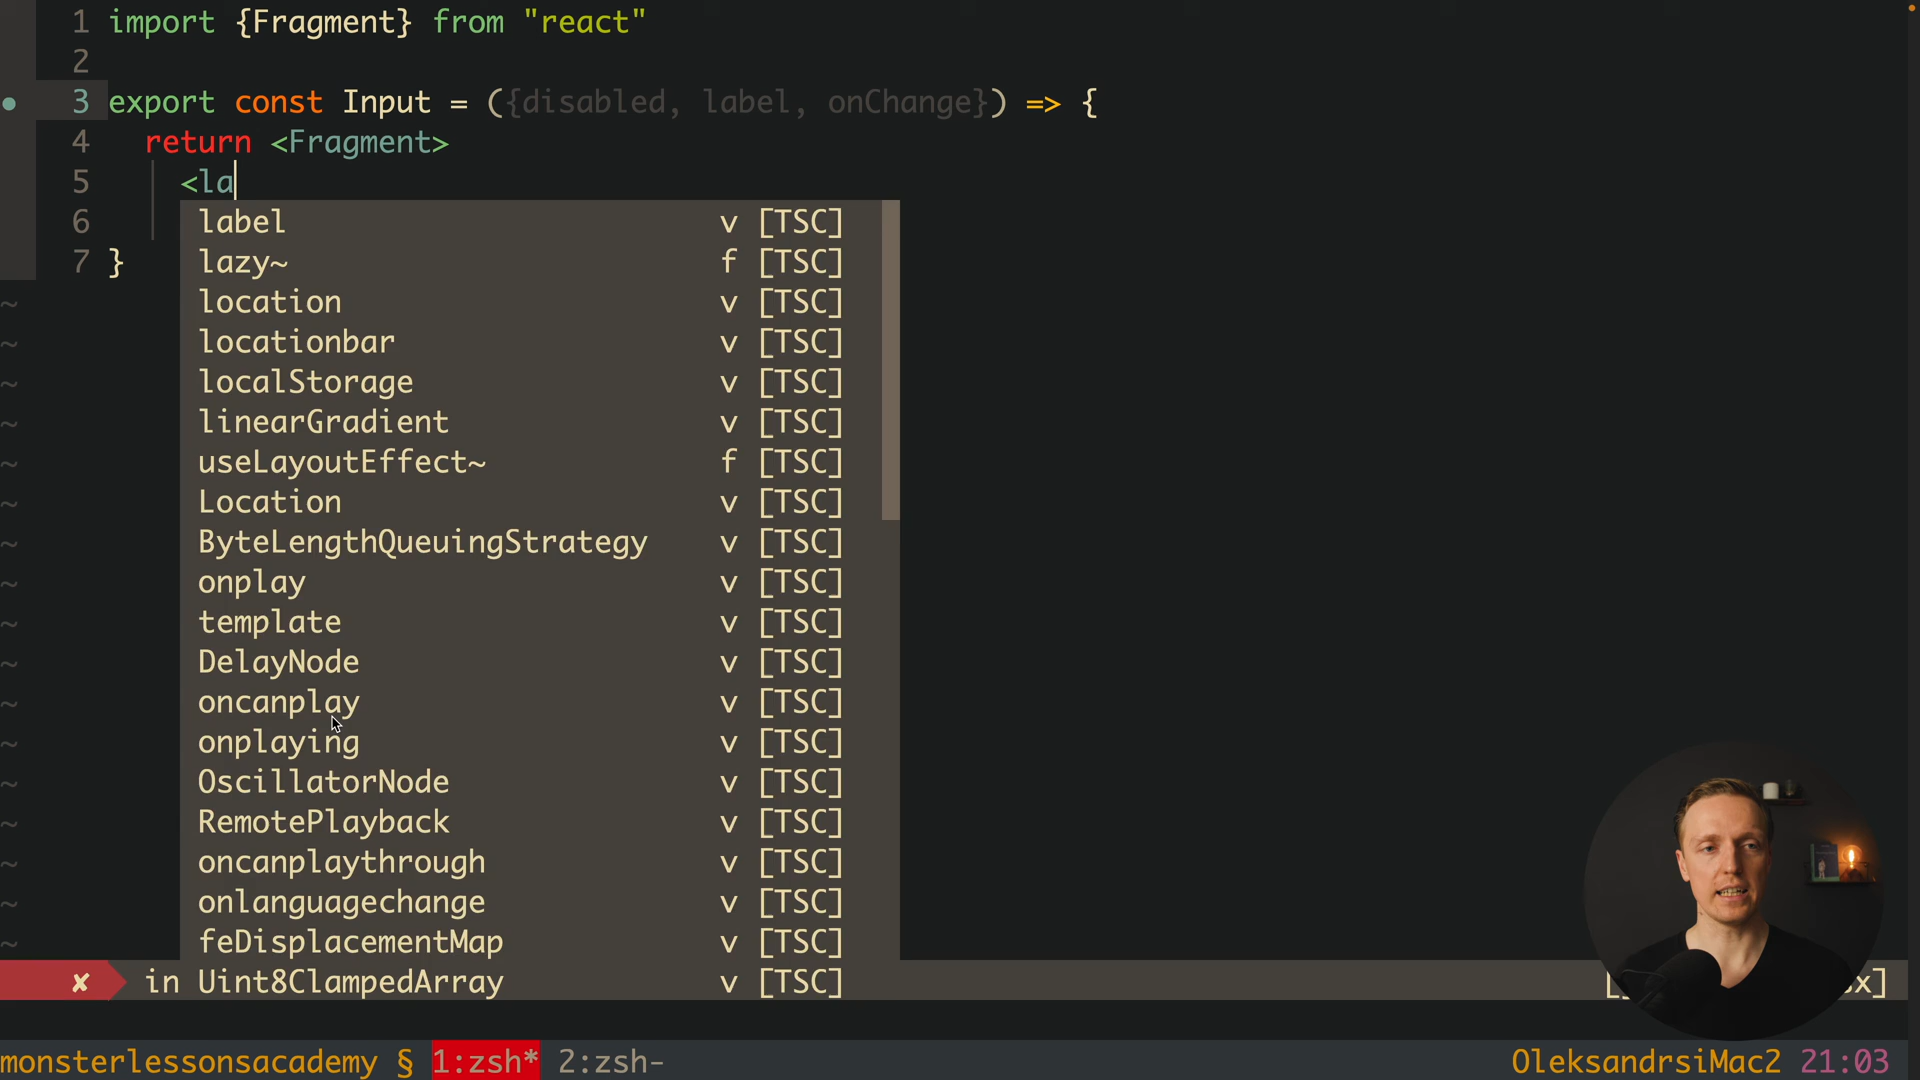 1 import {Fragment} from "react"
2
3 export const Input = ({disabled, label, onChange}) => {
4 return <Fragment>
5 <la
6 label v [TSC]
7 } lazy~ f [TSC]
~ location v [TSC]
~ locationbar v [TSC]
~ localStorage v [TSC]
~ linearGradient v [TSC]
~ useLayoutEffect~ f [TSC]
~ Location v [TSC]
~ ByteLengthQueuingStrategy v [TSC]
~ onplay v [TSC]
~ template v [TSC]
~ DelayNode v [TSC]
~ oncanplay v [TSC]
~ onplaying v [TSC]
~ OscillatorNode v [TSC]
~ RemotePlayback v [TSC]
~ oncanplaythrough v [TSC]
~ onlanguagechange v [TSC]
~ feDisplacementMap v [TSC]
✘ in Uint8ClampedArray v [TSC]
monsterlessonsacademy § 1:zsh* 2:zsh- OleksandrsiMac2 21:03